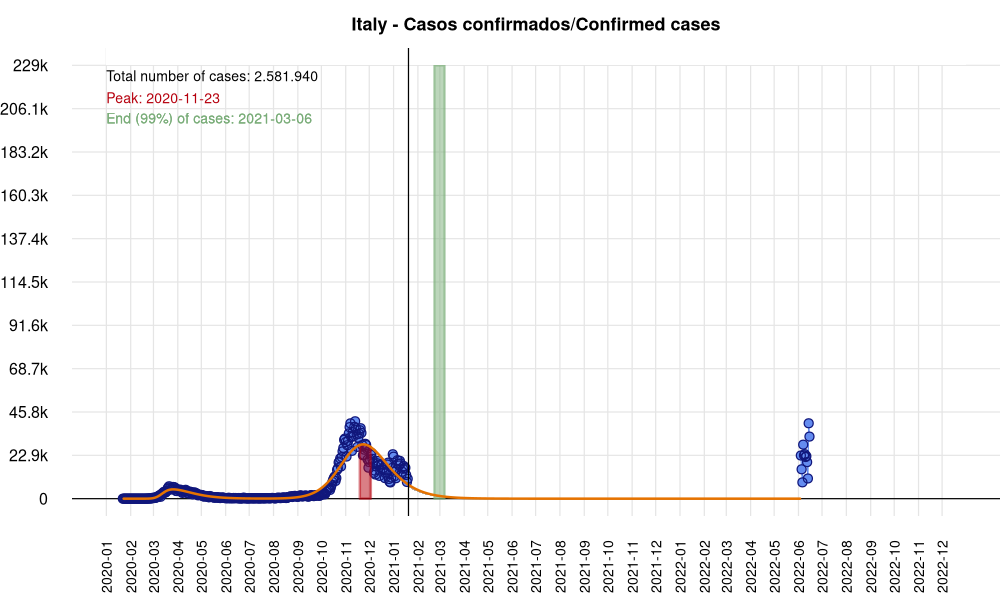 Italy - Casos confirmados/Confirmed cases
Total number of cases: 2.581.940
Peak: 2020-11-23
End (99%) of cases: 2021-03-06
229k
206.1k
183.2k
160.3k
137.4k
114.5k
91.6k
68.7k
45.8k
22.9k
0
2020-01
2020-02
2020-03
2020-04
2020-05
2020-06
2020-07
2020-08
2020-09
2020-10
2020-11
2020-12
2021-01
2021-03
2021-04
2021-05
2021-06
2021-07
2021-08
2021-09
2021-10
2021-11
2021-12
2022-01
2022-02
2022-03
2022-04
2022-05
2022-06
2022-07
2022-08
2022-09
2022-10
2022-11
2022-12